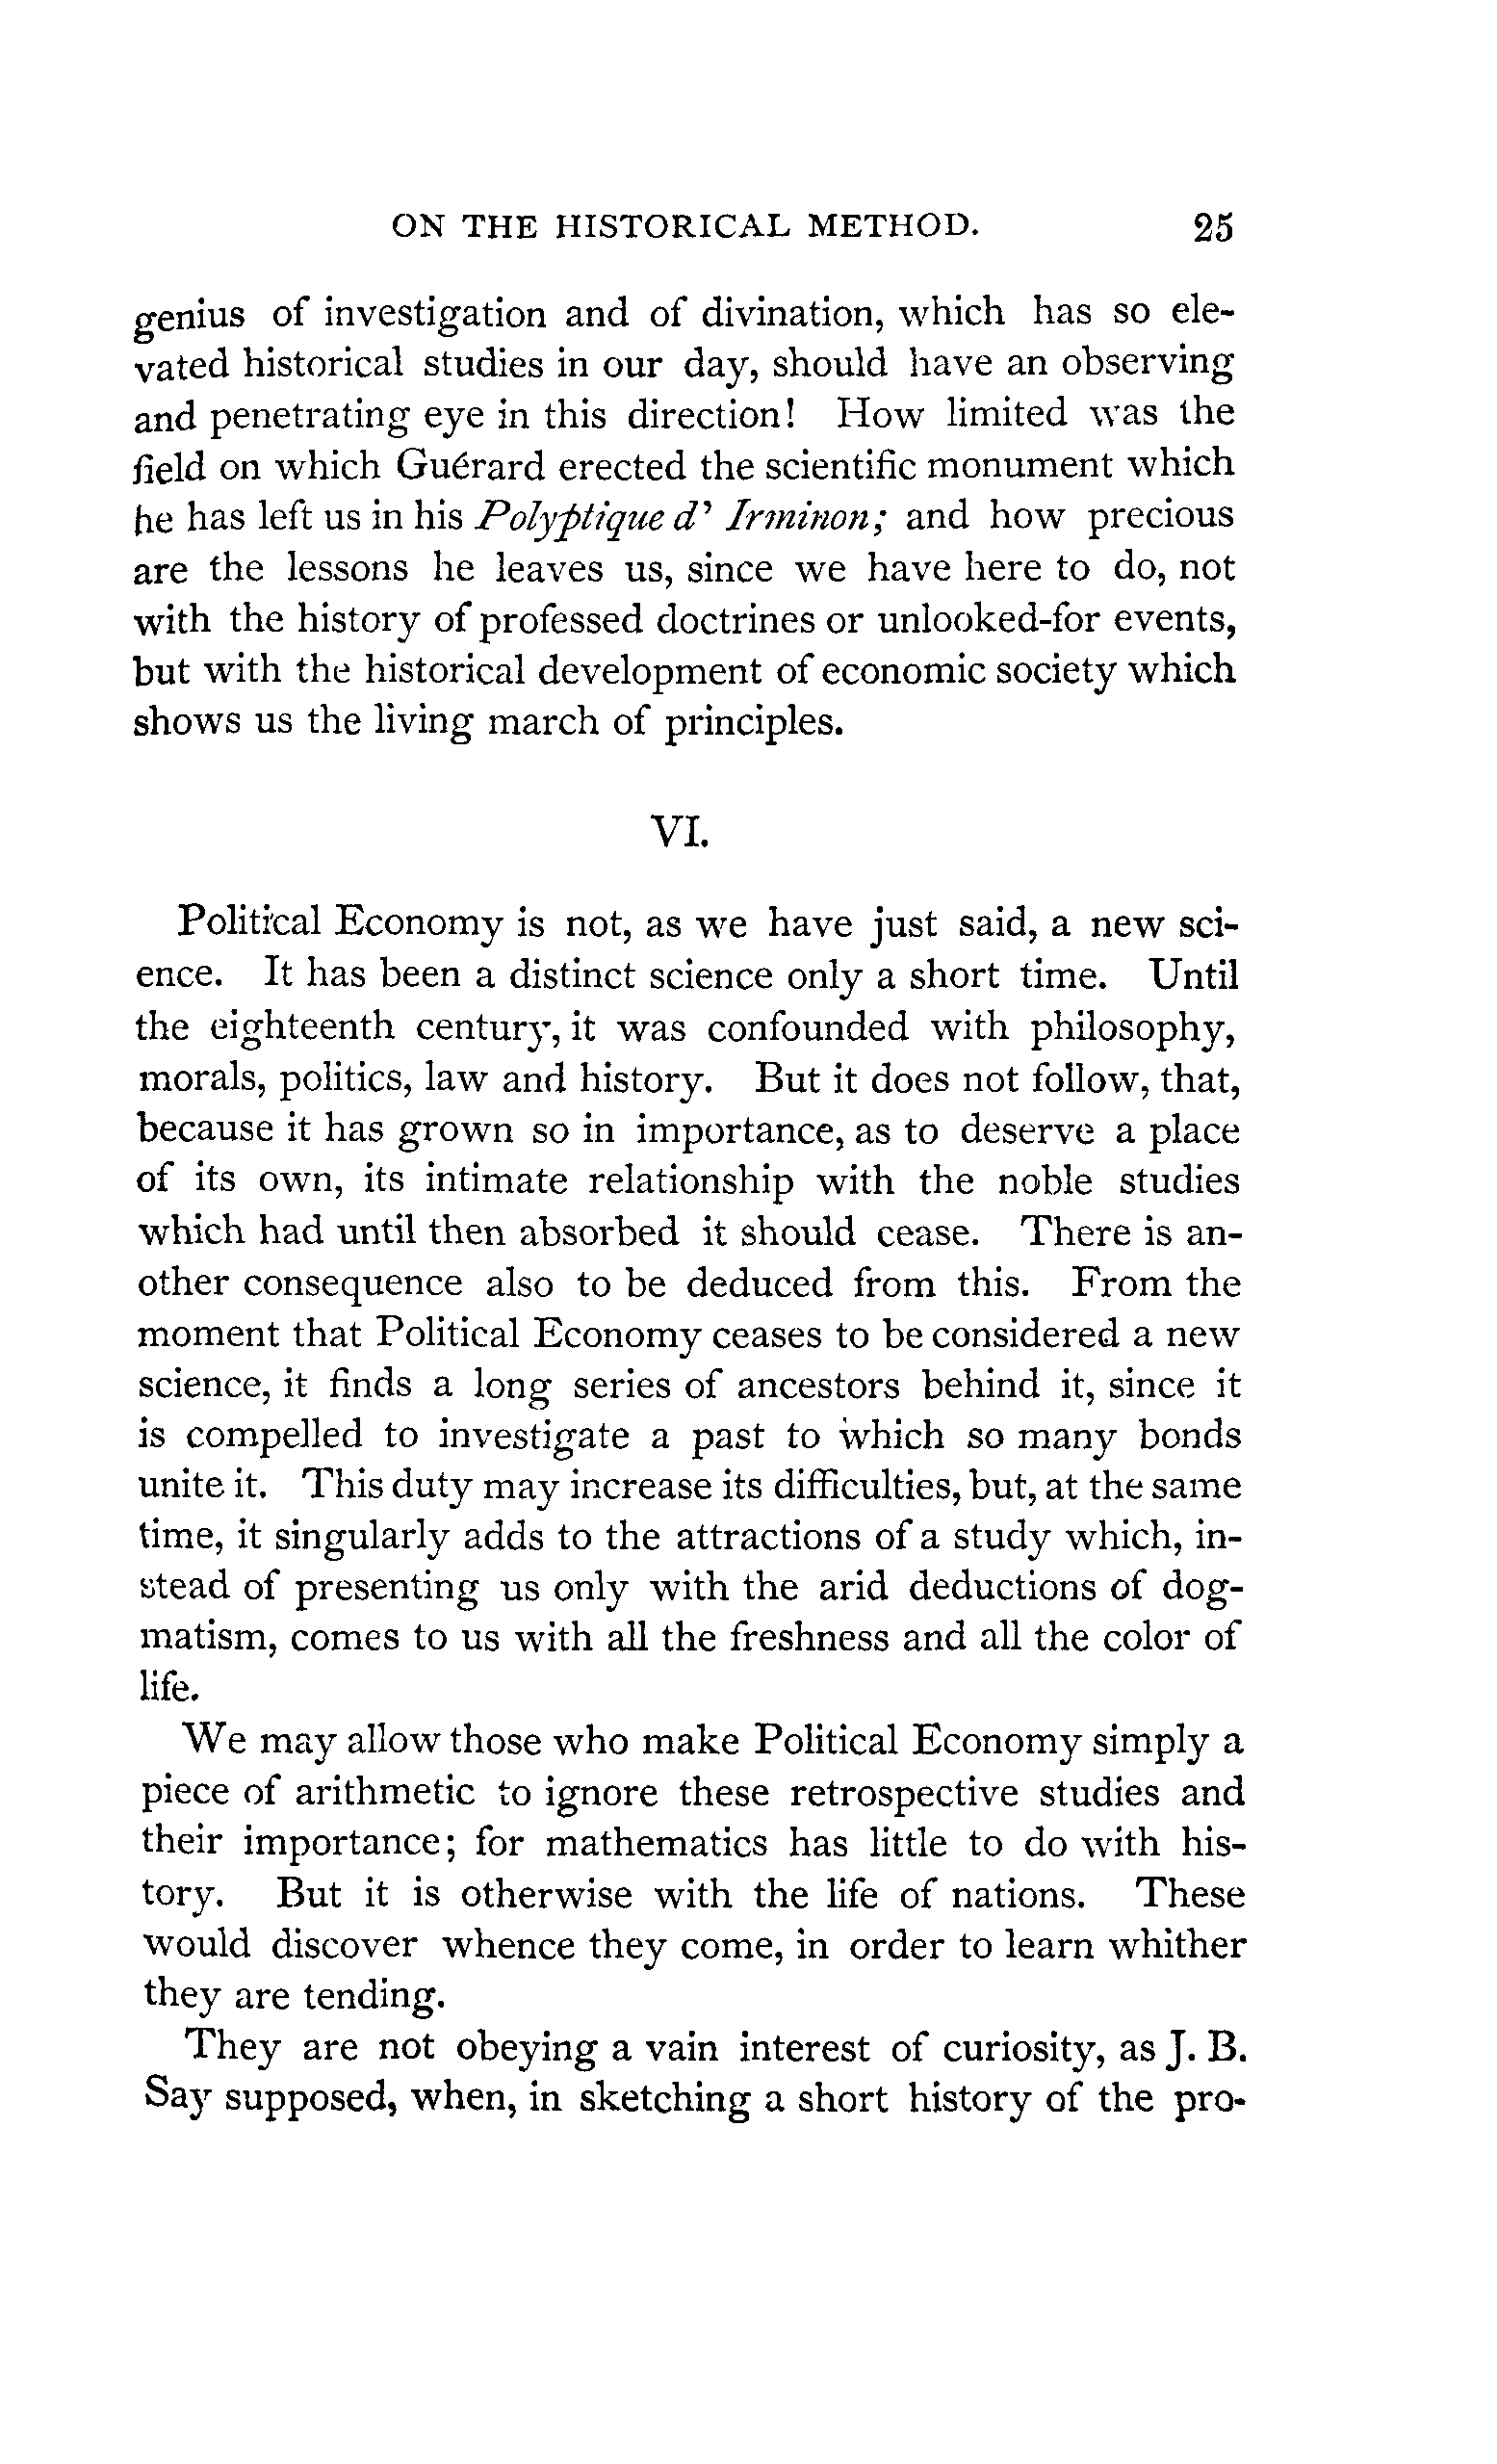 ON THE HISTORICAL METHOD. 25
genius of investigation and of divination, which has so ele-
vated historical studies in our day, should have an observing
and penetrating eye in this direction! How limited was the
field on which Guérard erected the scientific monument which
he has left us in his Polyptique d' Irminon; and how precious
are the lessons he leaves us, since we have here to do, not
with the history of professed doctrines or unlooked-for events,
but with the historical development of economic society which
shows us the living march of principles.
VI.
Political Economy is not, as we have just said, a new sci-
ence. It has been a distinct science only a short time. Until
the eighteenth century, it was confounded with philosophy,
morals, politics, law and history. But it does not follow, that,
because it has grown so in importance, as to deserve a place
of its own, its intimate relationship with the noble studies
which had until then absorbed it should cease. There is an-
other consequence also to be deduced from this. From the
moment that Political Economy ceases to be considered a new
science, it finds a long series of ancestors behind it, since it
is compelled to investigate a past to which so many bonds
unite it. This duty may increase its difficulties, but, at the same
time, it singularly adds to the attractions of a study which, in-
stead of presenting us only with the arid deductions of dog-
matism, comes to us with all the freshness and all the color of
life.
We may allow those who make Political Economy simply a
piece of arithmetic to ignore these retrospective studies and
their importance; for mathematics has little to do with his-
tory. But it is otherwise with the life of nations. These
would discover whence they come, in order to learn whither
they are tending.
They are not obeying a vain interest of curiosity, as J. B.
Say supposed, when, in sketching a short history of the pro-